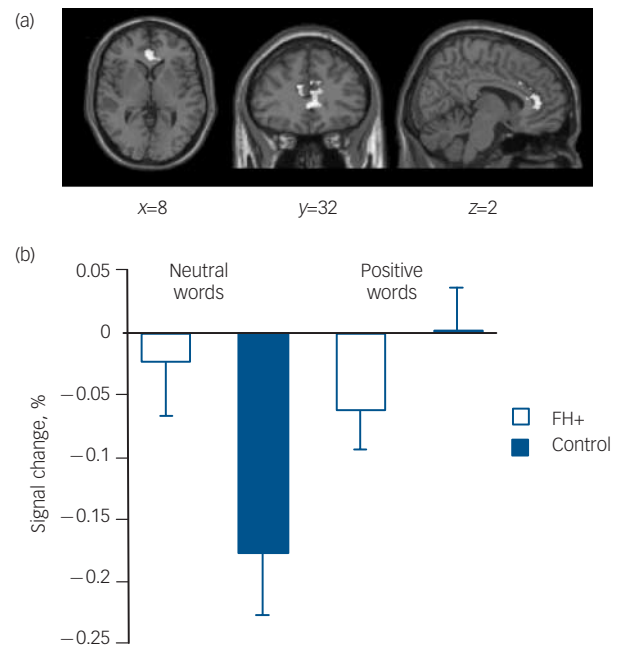 (a)
x=8 y=32 z=2
(b)
Neutral words
Positive words
0.05
0
−0.05
−0.1
−0.15
−0.2
−0.25
Signal change, %
FH+
Control